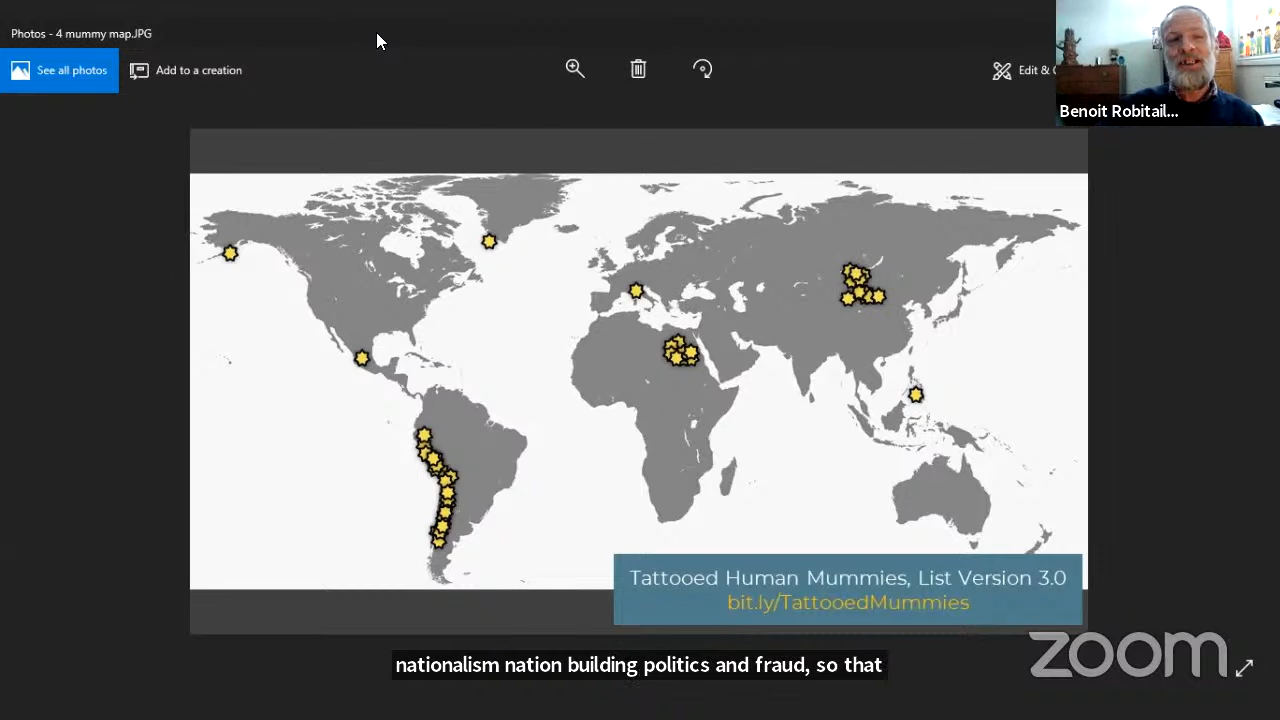 Photos - 4 mummy map.JPG
See all photos
Add to a creation
Edit & C
Benoit Robitail...
Tattooed Human Mummies, List Version 3.0
bit.ly/TattooedMummies
nationalism nation building politics and fraud, so that
zoom